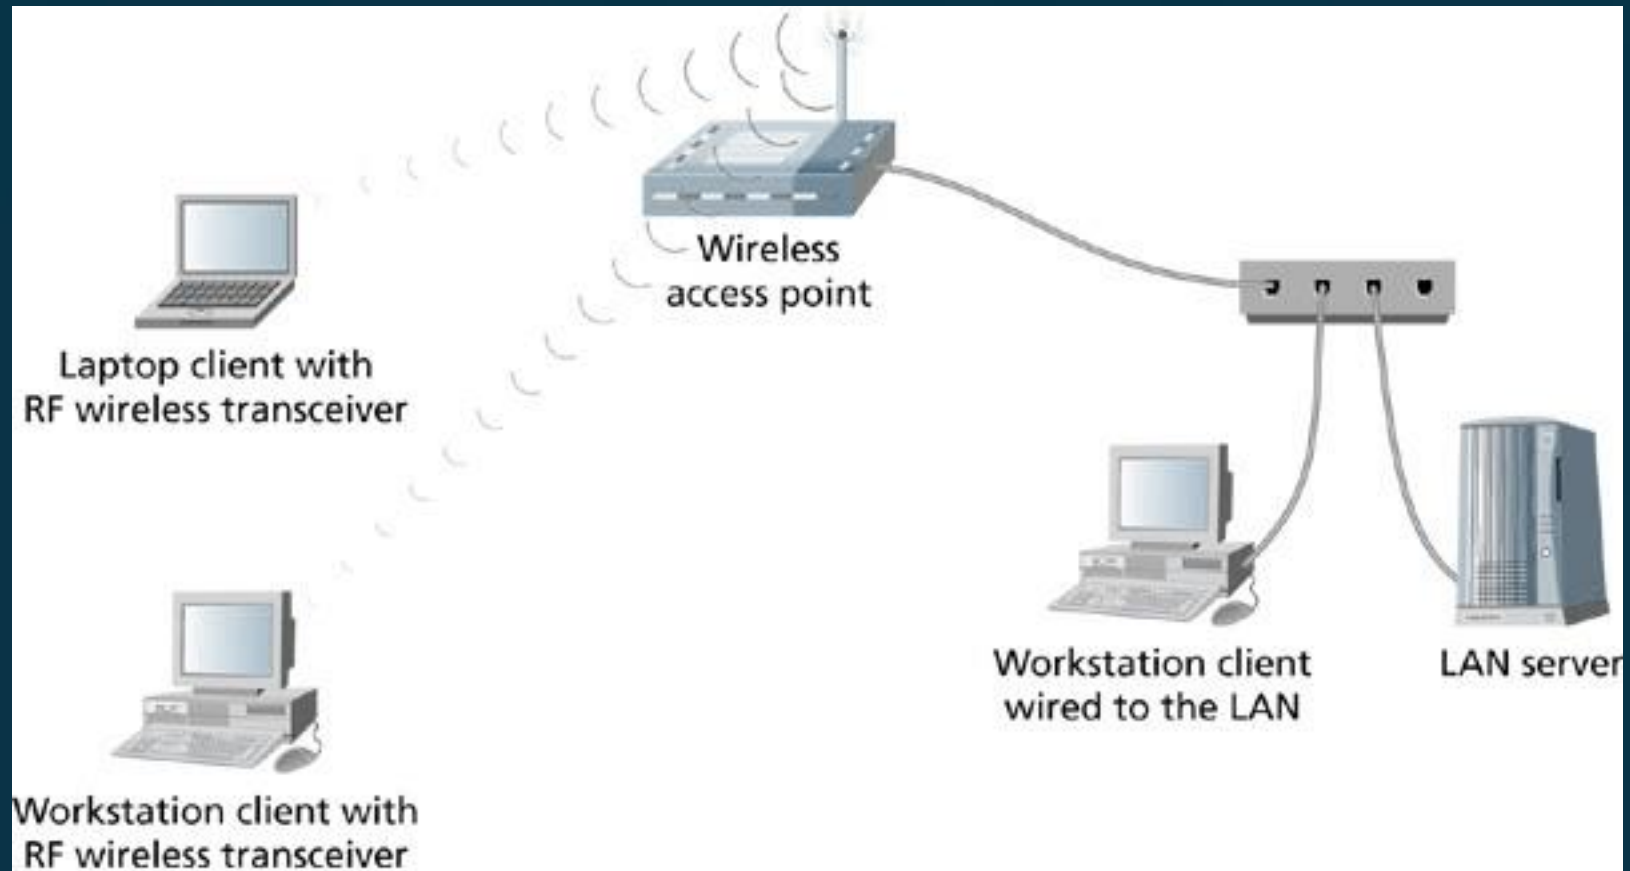 Wireless
access point
Laptop client with
RF wireless transceiver
Workstation client
wired to the LAN
LAN server
Workstation client with
RF wireless transceiver